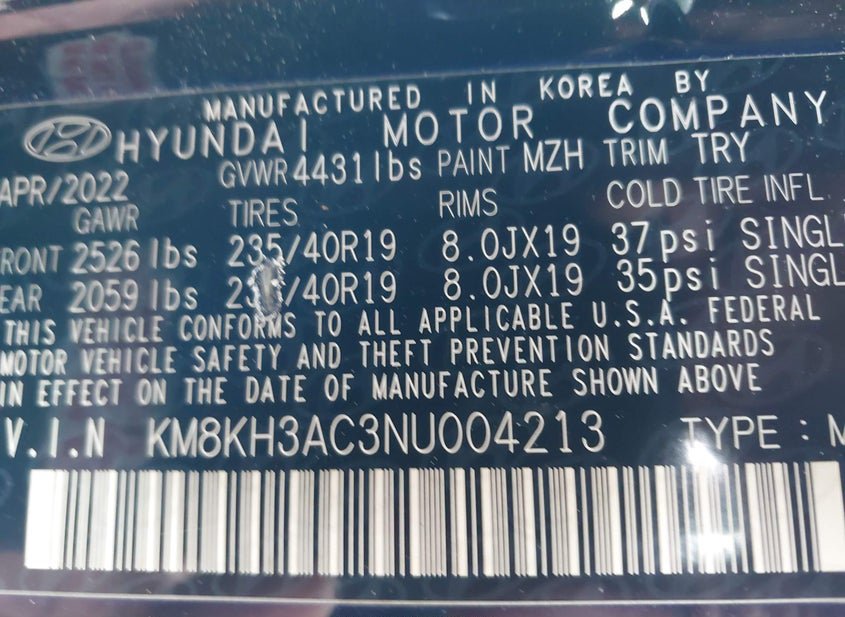 MANUFACTURED IN KOREA BY
HYUNDAI MOTOR COMPANY
APR/2022 GVWR 4431 lbs PAINT MZH TRIM TRY
GAWR TIRES RIMS COLD TIRE INFL
RONT 2526 lbs 235/40R19 8.0JX19 37psi SINGL
EAR 2059 lbs /40R19 8.0JX19 35psi SINGL
THIS VEHICLE CONFORMS TO ALL APPLICABLE U.S.A. FEDERAL
MOTOR VEHICLE SAFETY AND THEFT PREVENTION STANDARDS
IN EFFECT ON THE DATE OF MANUFACTURE SHOWN ABOVE
V.I.N KM8KH3AC3NU004213 TYPE : M